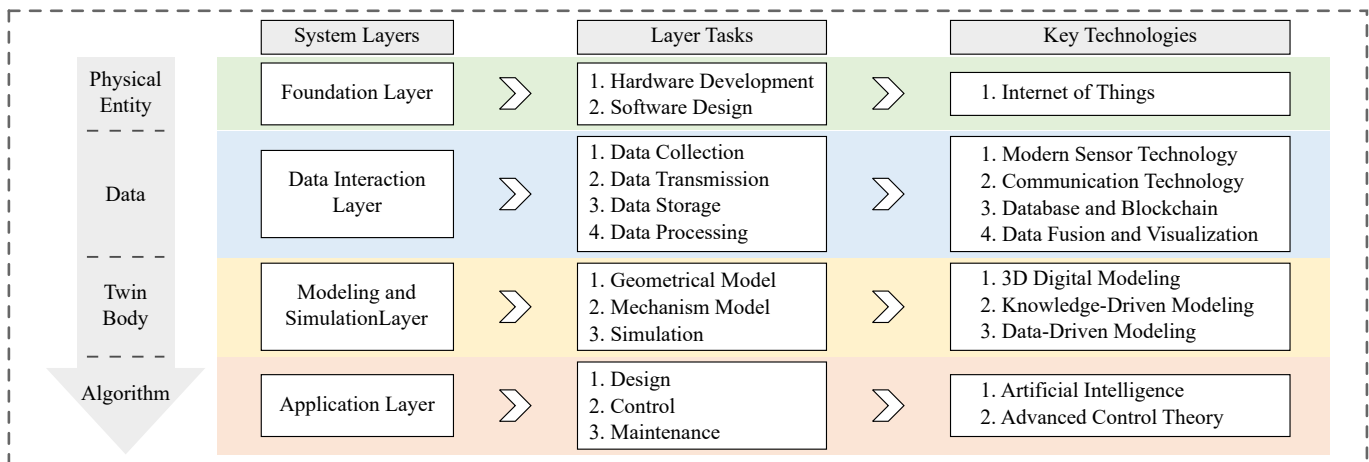 System Layers
Layer Tasks
Key Technologies
Physical
Entity
Foundation Layer
1. Hardware Development
2. Software Design
1. Internet of Things
Data
Data Interaction
Layer
1. Data Collection
2. Data Transmission
3. Data Storage
4. Data Processing
1. Modern Sensor Technology
2. Communication Technology
3. Database and Blockchain
4. Data Fusion and Visualization
Twin
Body
Modeling and
SimulationLayer
1. Geometrical Model
2. Mechanism Model
3. Simulation
1. 3D Digital Modeling
2. Knowledge-Driven Modeling
3. Data-Driven Modeling
Algorithm
Application Layer
1. Design
2. Control
3. Maintenance
1. Artificial Intelligence
2. Advanced Control Theory